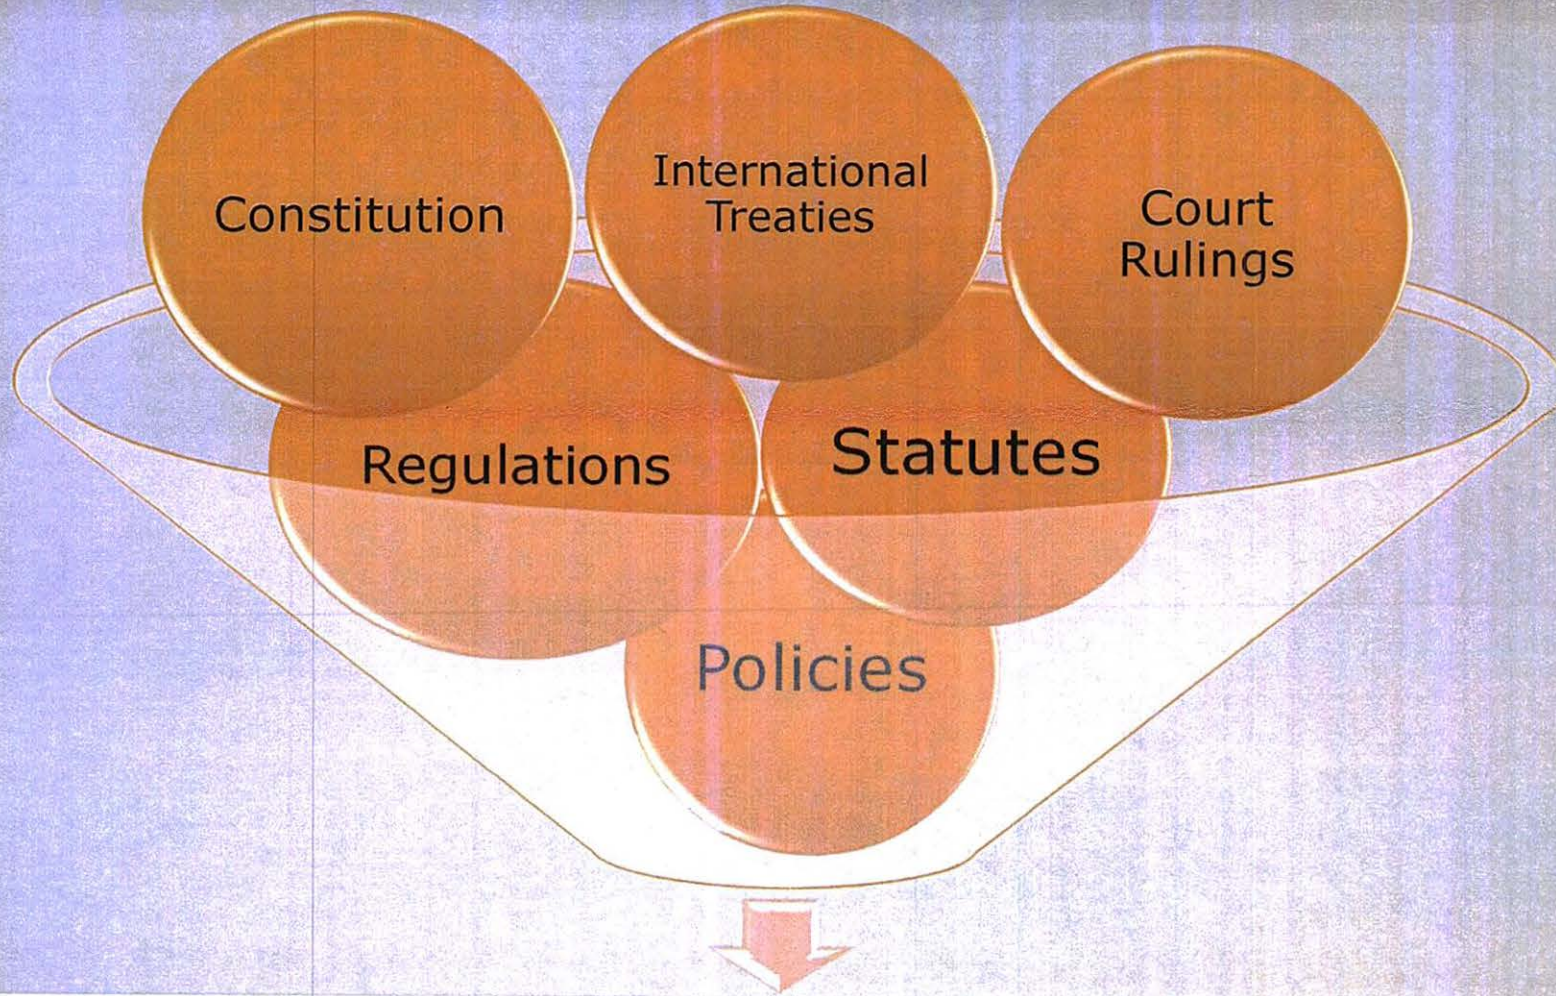 Constitution
International
Treaties
Court
Rulings
Regulations
Statutes
Policies